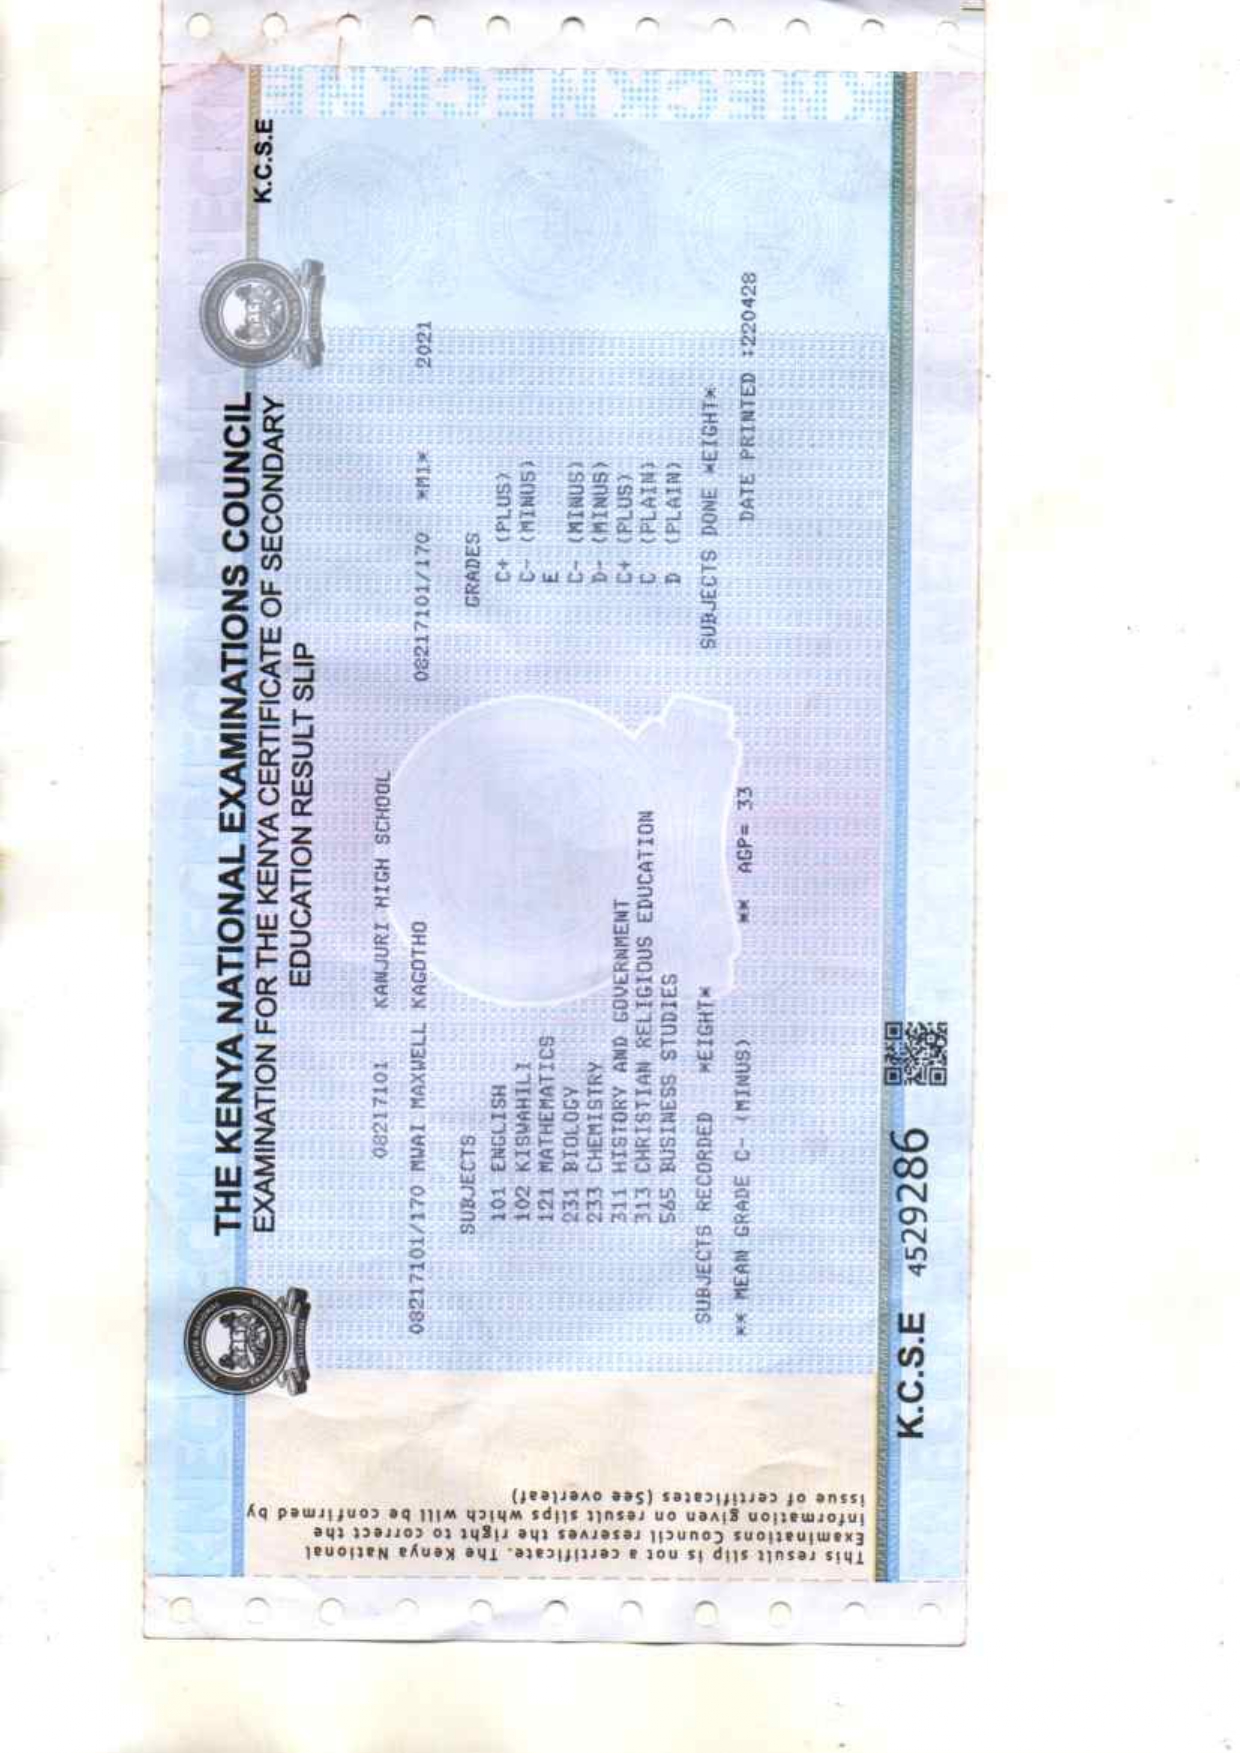 THE KENYA NATIONAL EXAMINATIONS COUNCIL
EXAMINATION FOR THE KENYA CERTIFICATE OF SECONDARY
EDUCATION RESULT SLIP
K.C.S.E
08217101 KANJURI HIGH SCHOOL
08217101/170 MWAI MAXWELL KAGOTHO 08217101/170 *M1* 2021
SUBJECTS GRADES
101 ENGLISH C+ (PLUS)
102 KISWAHILI C- (MINUS)
121 MATHEMATICS E
231 BIOLOGY C- (MINUS)
233 CHEMISTRY D- (MINUS)
311 HISTORY AND GOVERNMENT C+ (PLUS)
313 CHRISTIAN RELIGIOUS EDUCATION C (PLAIN)
565 BUSINESS STUDIES D (PLAIN)
SUBJECTS RECORDED *EIGHT* SUBJECTS DONE *EIGHT*
** MEAN GRADE C- (MINUS) ** AGP= 33 DATE PRINTED :220428
K.C.S.E 4529286
This result slip is not a certificate. The Kenya National
Examinations Council reserves the right to correct the
information given on result slips which will be confirmed by
issue of certificates (See overleaf)